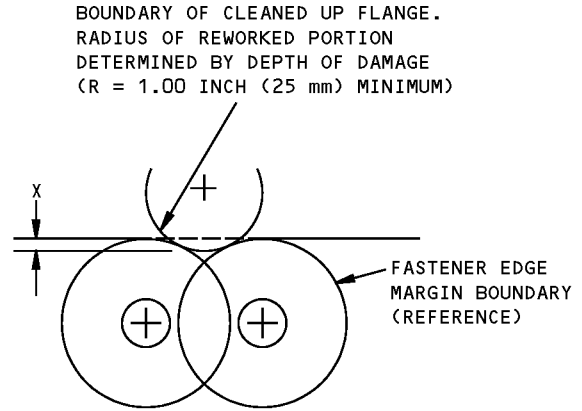 BOUNDARY OF CLEANED UP FLANGE.
RADIUS OF REWORKED PORTION
DETERMINED BY DEPTH OF DAMAGE
(R = 1.00 INCH (25 mm) MINIMUM)
X
FASTENER EDGE
MARGIN BOUNDARY
(REFERENCE)